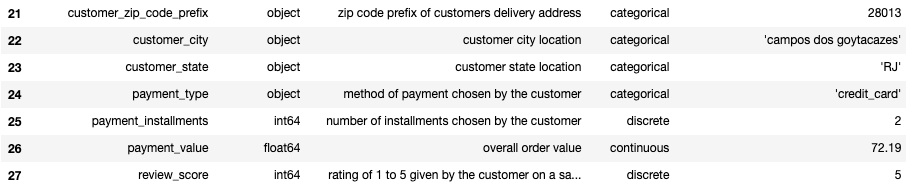 21 customer_zip_code_prefix object zip code prefix of customers delivery address categorical 28013
22 customer_city object customer city location categorical 'campos dos goytacazes'
23 customer_state object customer state location categorical 'RJ'
24 payment_type object method of payment chosen by the customer categorical 'credit_card'
25 payment_installments int64 number of installments chosen by the customer discrete 2
26 payment_value float64 overall order value continuous 72.19
27 review_score int64 rating of 1 to 5 given by the customer on a sa... discrete 5